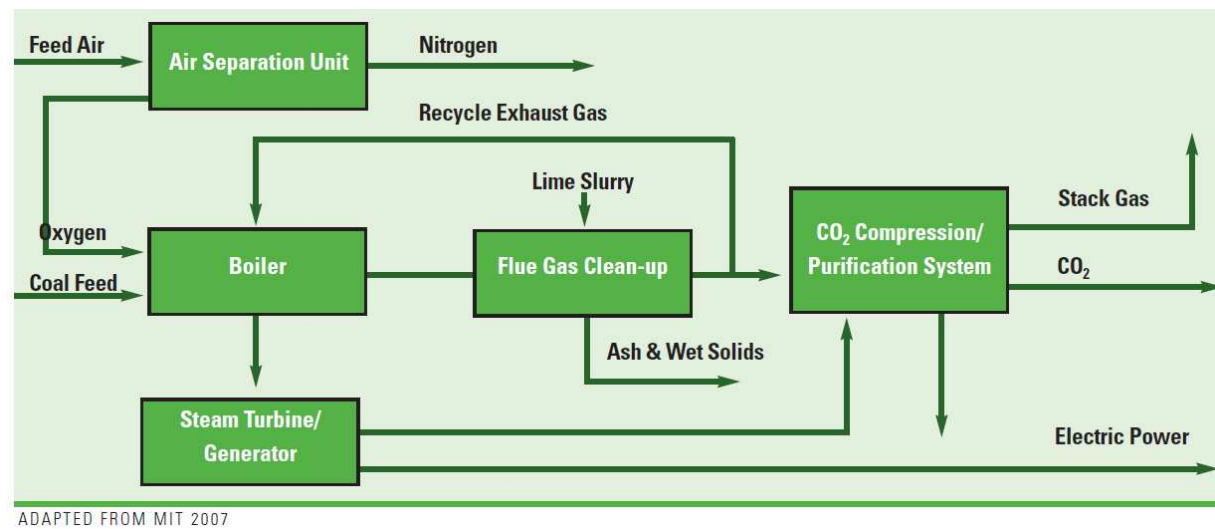 Feed Air
Air Separation Unit
Nitrogen
Recycle Exhaust Gas
Lime Slurry
Stack Gas
Oxygen
Boiler
Flue Gas Clean-up
CO₂ Compression/
Purification System
CO₂
Coal Feed
Ash & Wet Solids
Steam Turbine/
Generator
Electric Power
ADAPTED FROM MIT 2007